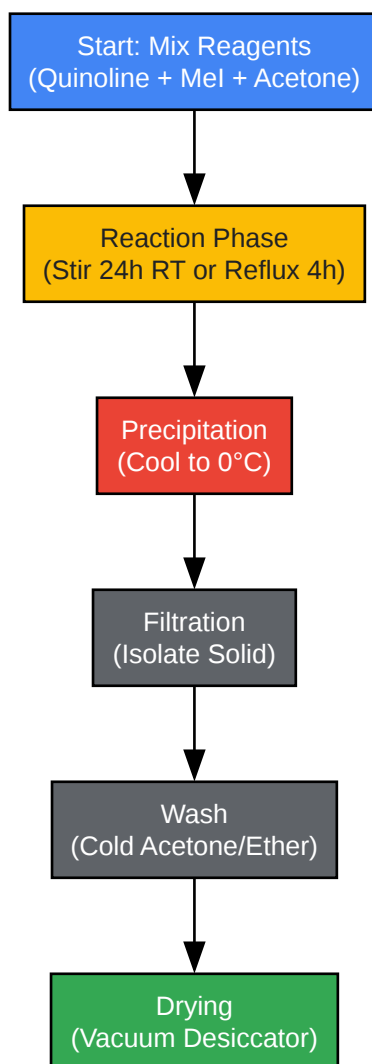 Start: Mix Reagents
(Quinoline + MeI + Acetone)
Reaction Phase
(Stir 24h RT or Reflux 4h)
Precipitation
(Cool to 0°C)
Filtration
(Isolate Solid)
Wash
(Cold Acetone/Ether)
Drying
(Vacuum Desiccator)